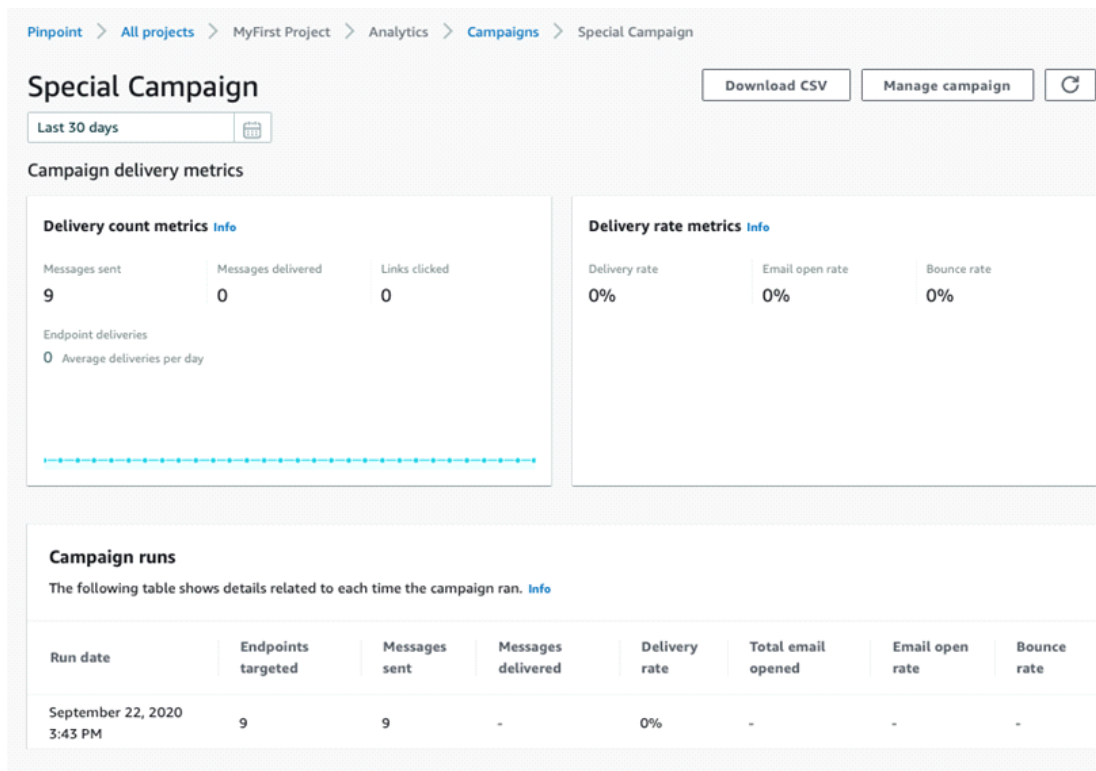 Pinpoint > All projects > MyFirst Project > Analytics > Campaigns > Special Campaign
Special Campaign
Download CSV
Manage campaign
Last 30 days
Campaign delivery metrics
Delivery count metrics Info
Messages sent Messages delivered Links clicked
9 0 0
Endpoint deliveries
0 Average deliveries per day
Delivery rate metrics Info
Delivery rate Email open rate Bounce rate
0% 0% 0%
Campaign runs
The following table shows details related to each time the campaign ran. Info
Run date
Endpoints
targeted
Messages
sent
Messages
delivered
Delivery
rate
Total email
opened
Email open
rate
Bounce
rate
September 22, 2020
3:43 PM
9 9 - 0% - - -